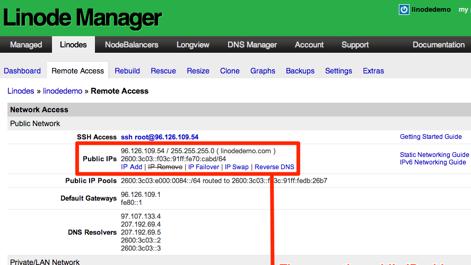 Linode Manager
linodedemo my
Managed Linodes NodeBalancers Longview DNS Manager Account Support Documentation
Dashboard Remote Access Rebuild Rescue Resize Clone Graphs Backups Settings Extras
Linodes » linodedemo » Remote Access
Network Access
Public Network
SSH Access ssh root@96.126.109.54 Getting Started Guide
Public IPs 96.126.109.54 / 255.255.255.0 ( linodedemo.com )
2600:3c03::f03c:91ff:fe70:cabd/64
IP Add | IP Remove | IP Failover | IP Swap | Reverse DNS
Static Networking Guide
IPv6 Networking Guide
Public IP Pools 2600:3c03:e000:0084::/64 routed to 2600:3c03::f03c:91ff:fedb:26b7
Default Gateways 96.126.109.1
fe80::1
DNS Resolvers 97.107.133.4
207.192.69.4
207.192.69.5
2600:3c03::2
2600:3c03::3
Private/LAN Network